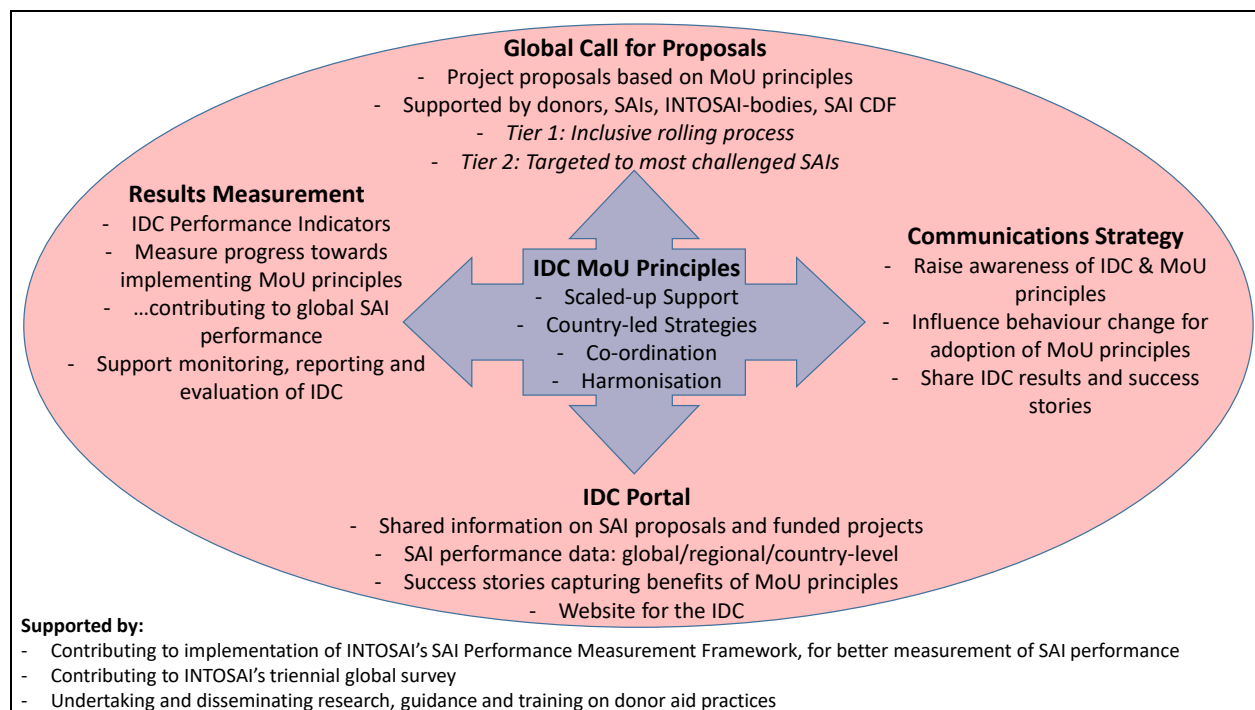 Global Call for Proposals
- Project proposals based on MoU principles
- Supported by donors, SAIs, INTOSAI-bodies, SAI CDF
- Tier 1: Inclusive rolling process
- Tier 2: Targeted to most challenged SAIs
Results Measurement
- IDC Performance Indicators
- Measure progress towards
implementing MoU principles
- …contributing to global SAI
performance
- Support monitoring, reporting and
evaluation of IDC
IDC MoU Principles
- Scaled-up Support
- Country-led Strategies
- Co-ordination
- Harmonisation
Communications Strategy
- Raise awareness of IDC & MoU
principles
- Influence behaviour change for
adoption of MoU principles
- Share IDC results and success
stories
IDC Portal
- Shared information on SAI proposals and funded projects
- SAI performance data: global/regional/country-level
- Success stories capturing benefits of MoU principles
- Website for the IDC
Supported by:
- Contributing to implementation of INTOSAI’s SAI Performance Measurement Framework, for better measurement of SAI performance
- Contributing to INTOSAI’s triennial global survey
- Undertaking and disseminating research, guidance and training on donor aid practices